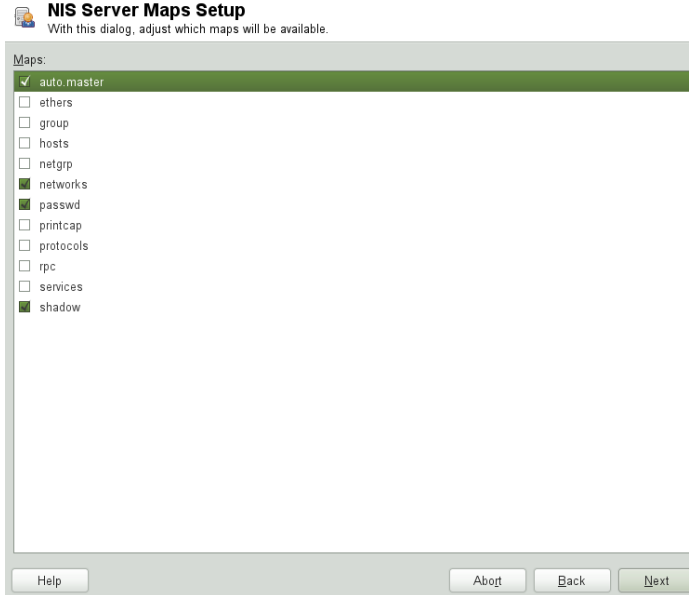 NIS Server Maps Setup
With this dialog, adjust which maps will be available.
Maps:
auto.master
ethers
group
hosts
netgrp
networks
passwd
printcap
protocols
rpc
services
shadow
Help Abort Back Next